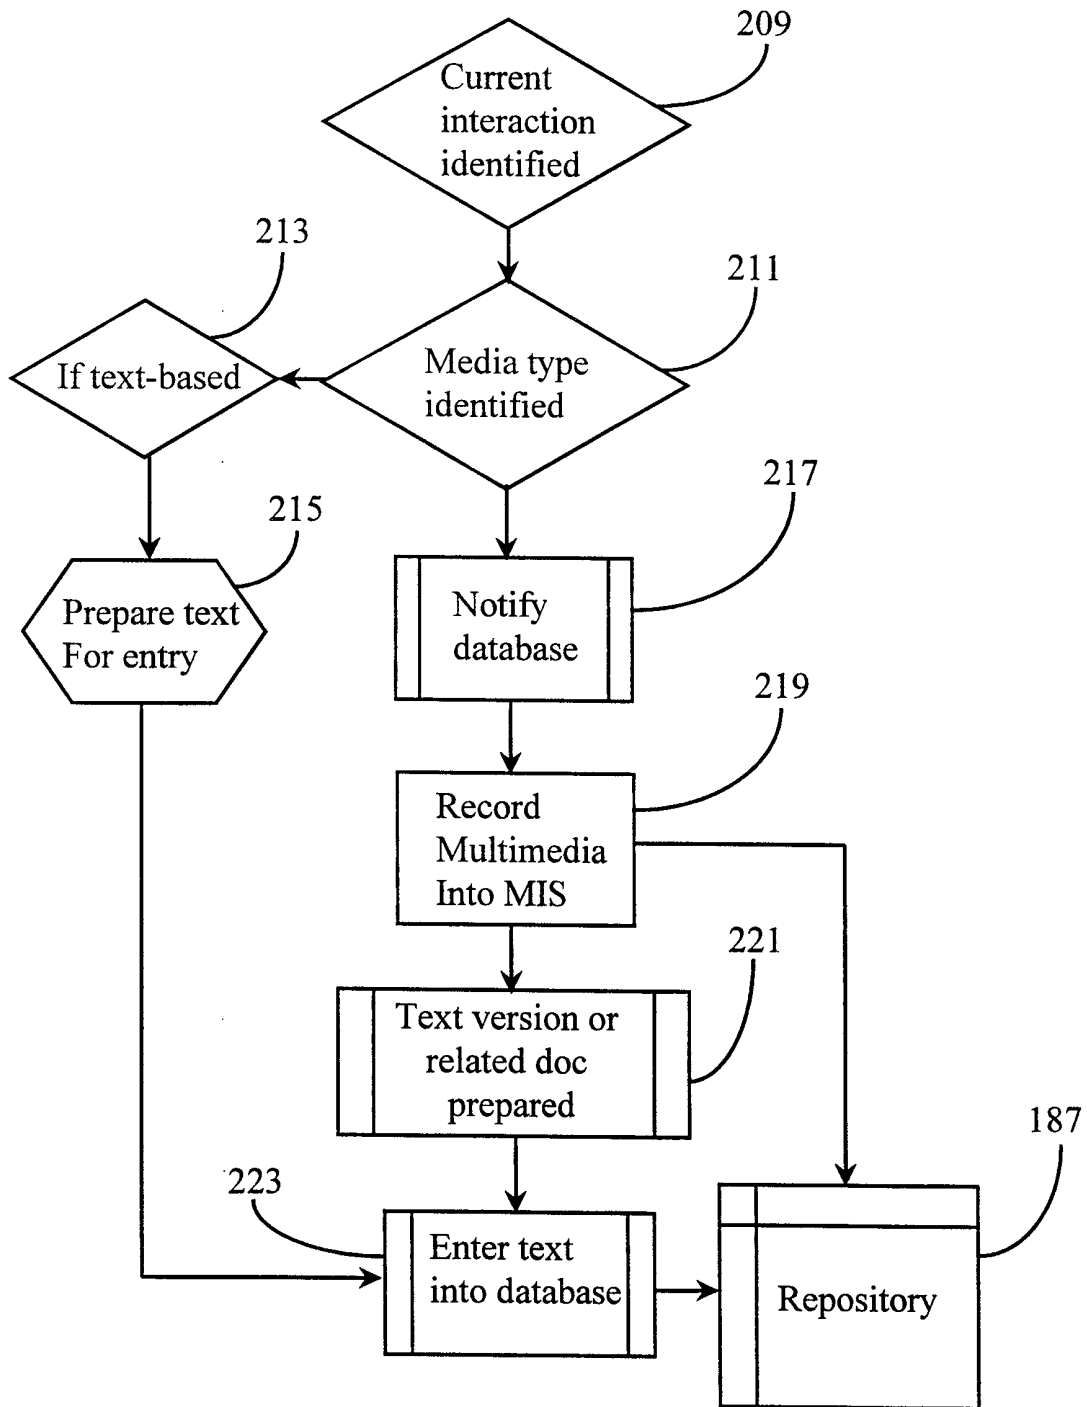 209
Current
interaction
identified
213
211
If text-based
Media type
identified
217
215
Prepare text
For entry
Notify
database
219
Record
Multimedia
Into MIS
221
Text version or
related doc
prepared
187
223
Enter text
into database
Repository